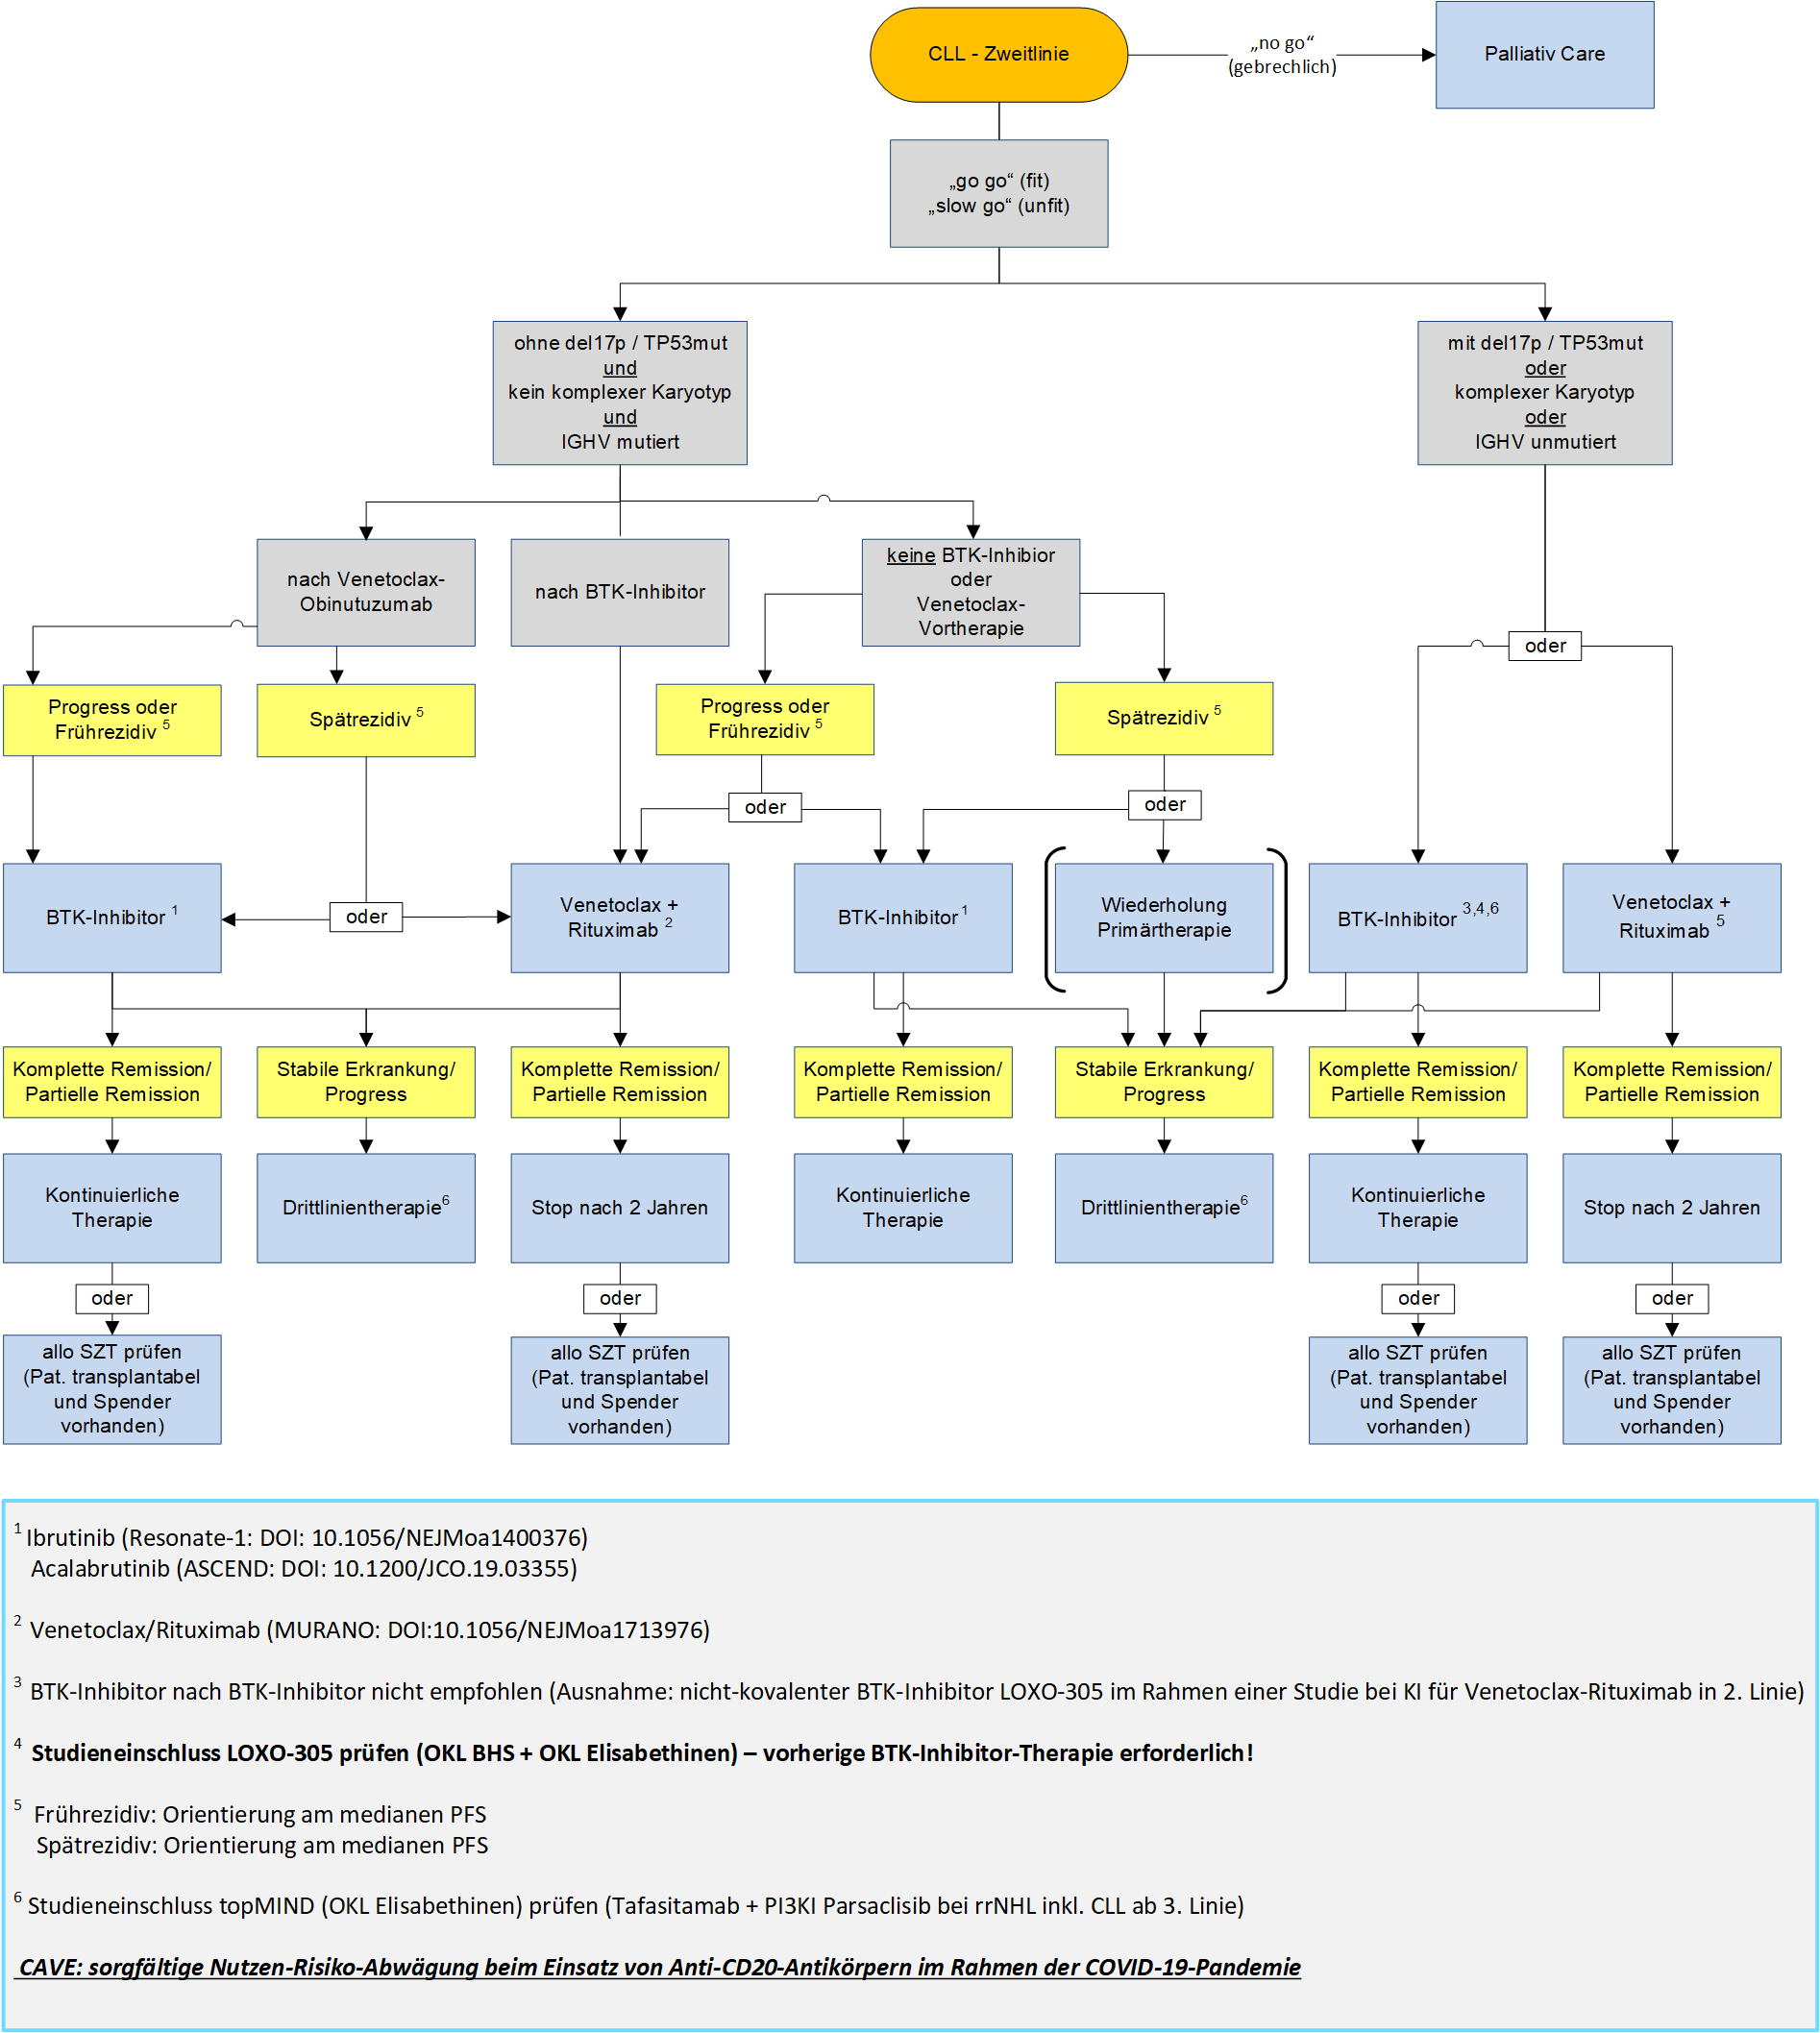 CLL - Zweitlinie
„no go“
(gebrechlich)
Palliativ Care
„go go“ (fit)
„slow go“ (unfit)
ohne del17p / TP53mut
und
kein komplexer Karyotyp
und
IGHV mutiert
mit del17p / TP53mut
oder
komplexer Karyotyp
oder
IGHV unmutiert
nach Venetoclax-
Obinutuzumab
nach BTK-Inhibitor
keine BTK-Inhibior
oder
Venetoclax-
Vortherapie
oder
Progress oder
Frührezidiv 5
Spätrezidiv 5
Progress oder
Frührezidiv 5
Spätrezidiv 5
oder
oder
BTK-Inhibitor 1
oder
Venetoclax +
Rituximab 2
BTK-Inhibitor 1
Wiederholung
Primärtherapie
BTK-Inhibitor 3,4,6
Venetoclax +
Rituximab 5
Komplette Remission/
Partielle Remission
Stabile Erkrankung/
Progress
Komplette Remission/
Partielle Remission
Komplette Remission/
Partielle Remission
Stabile Erkrankung/
Progress
Komplette Remission/
Partielle Remission
Komplette Remission/
Partielle Remission
Kontinuierliche
Therapie
Drittlinientherapie6
Stop nach 2 Jahren
Kontinuierliche
Therapie
Drittlinientherapie6
Kontinuierliche
Therapie
Stop nach 2 Jahren
oder
oder
oder
oder
allo SZT prüfen
(Pat. transplantabel
und Spender
vorhanden)
allo SZT prüfen
(Pat. transplantabel
und Spender
vorhanden)
allo SZT prüfen
(Pat. transplantabel
und Spender
vorhanden)
allo SZT prüfen
(Pat. transplantabel
und Spender
vorhanden)
1 Ibrutinib (Resonate-1: DOI: 10.1056/NEJMoa1400376)
Acalabrutinib (ASCEND: DOI: 10.1200/JCO.19.03355)
2 Venetoclax/Rituximab (MURANO: DOI:10.1056/NEJMoa1713976)
3 BTK-Inhibitor nach BTK-Inhibitor nicht empfohlen (Ausnahme: nicht-kovalenter BTK-Inhibitor LOXO-305 im Rahmen einer Studie bei KI für Venetoclax-Rituximab in 2. Linie)
4 Studieneinschluss LOXO-305 prüfen (OKL BHS + OKL Elisabethinen) – vorherige BTK-Inhibitor-Therapie erforderlich!
5 Frührezidiv: Orientierung am medianen PFS
Spätrezidiv: Orientierung am medianen PFS
6 Studieneinschluss topMIND (OKL Elisabethinen) prüfen (Tafasitamab + PI3KI Parsaclisib bei rrNHL inkl. CLL ab 3. Linie)
CAVE: sorgfältige Nutzen-Risiko-Abwägung beim Einsatz von Anti-CD20-Antikörpern im Rahmen der COVID-19-Pandemie